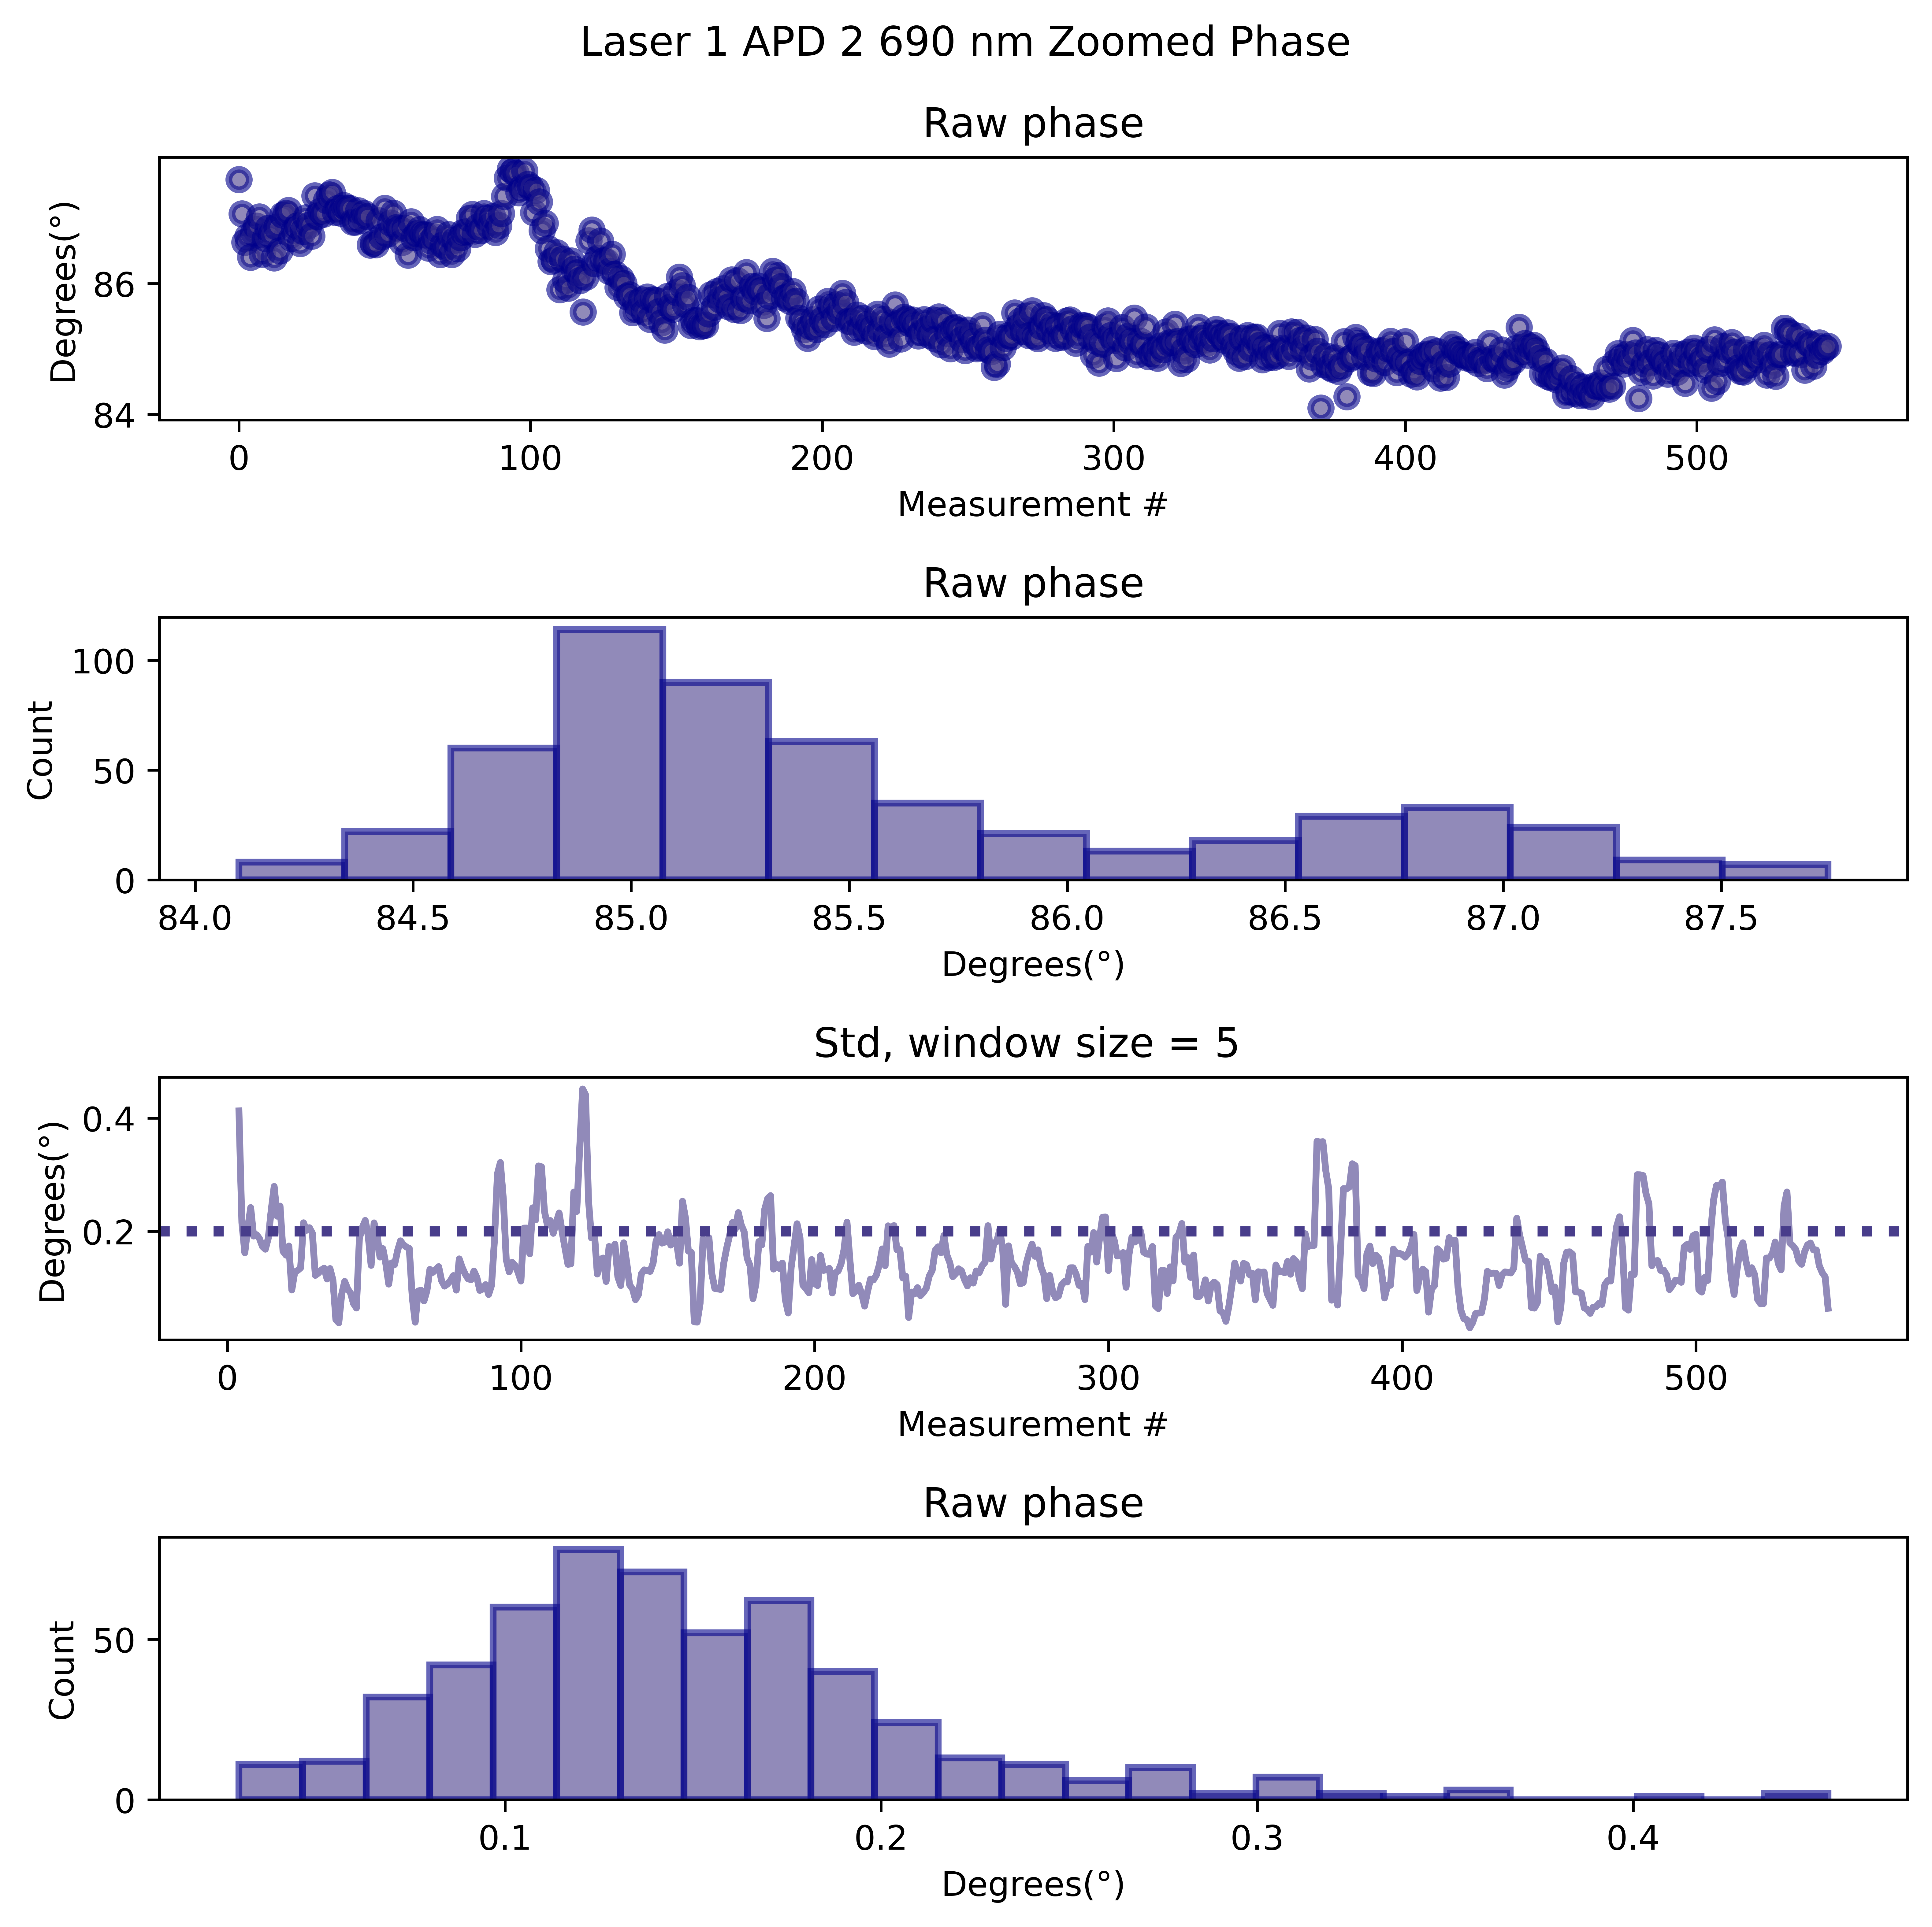 Laser 1 APD 2 690 nm Zoomed Phase
Raw phase
Degrees(°)
86
84
0 100 200 300 400 500
Measurement #
Raw phase
Count
100
50
0
84.0 84.5 85.0 85.5 86.0 86.5 87.0 87.5
Degrees(°)
Std, window size = 5
Degrees(°)
0.4
0.2
0 100 200 300 400 500
Measurement #
Raw phase
Count
50
0
0.1 0.2 0.3 0.4
Degrees(°)